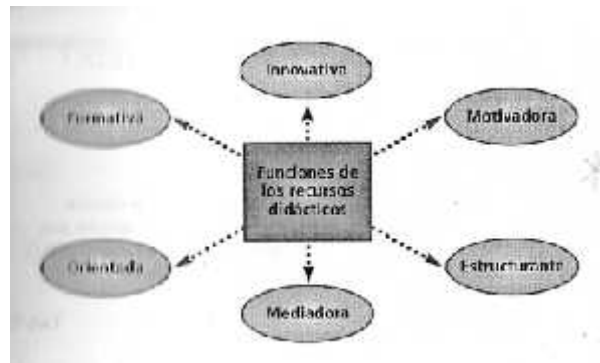 Innovativa
Formativa
Motivadora
Funciones de
los recursos
didácticos
Orientada
Estructurante
Mediadora